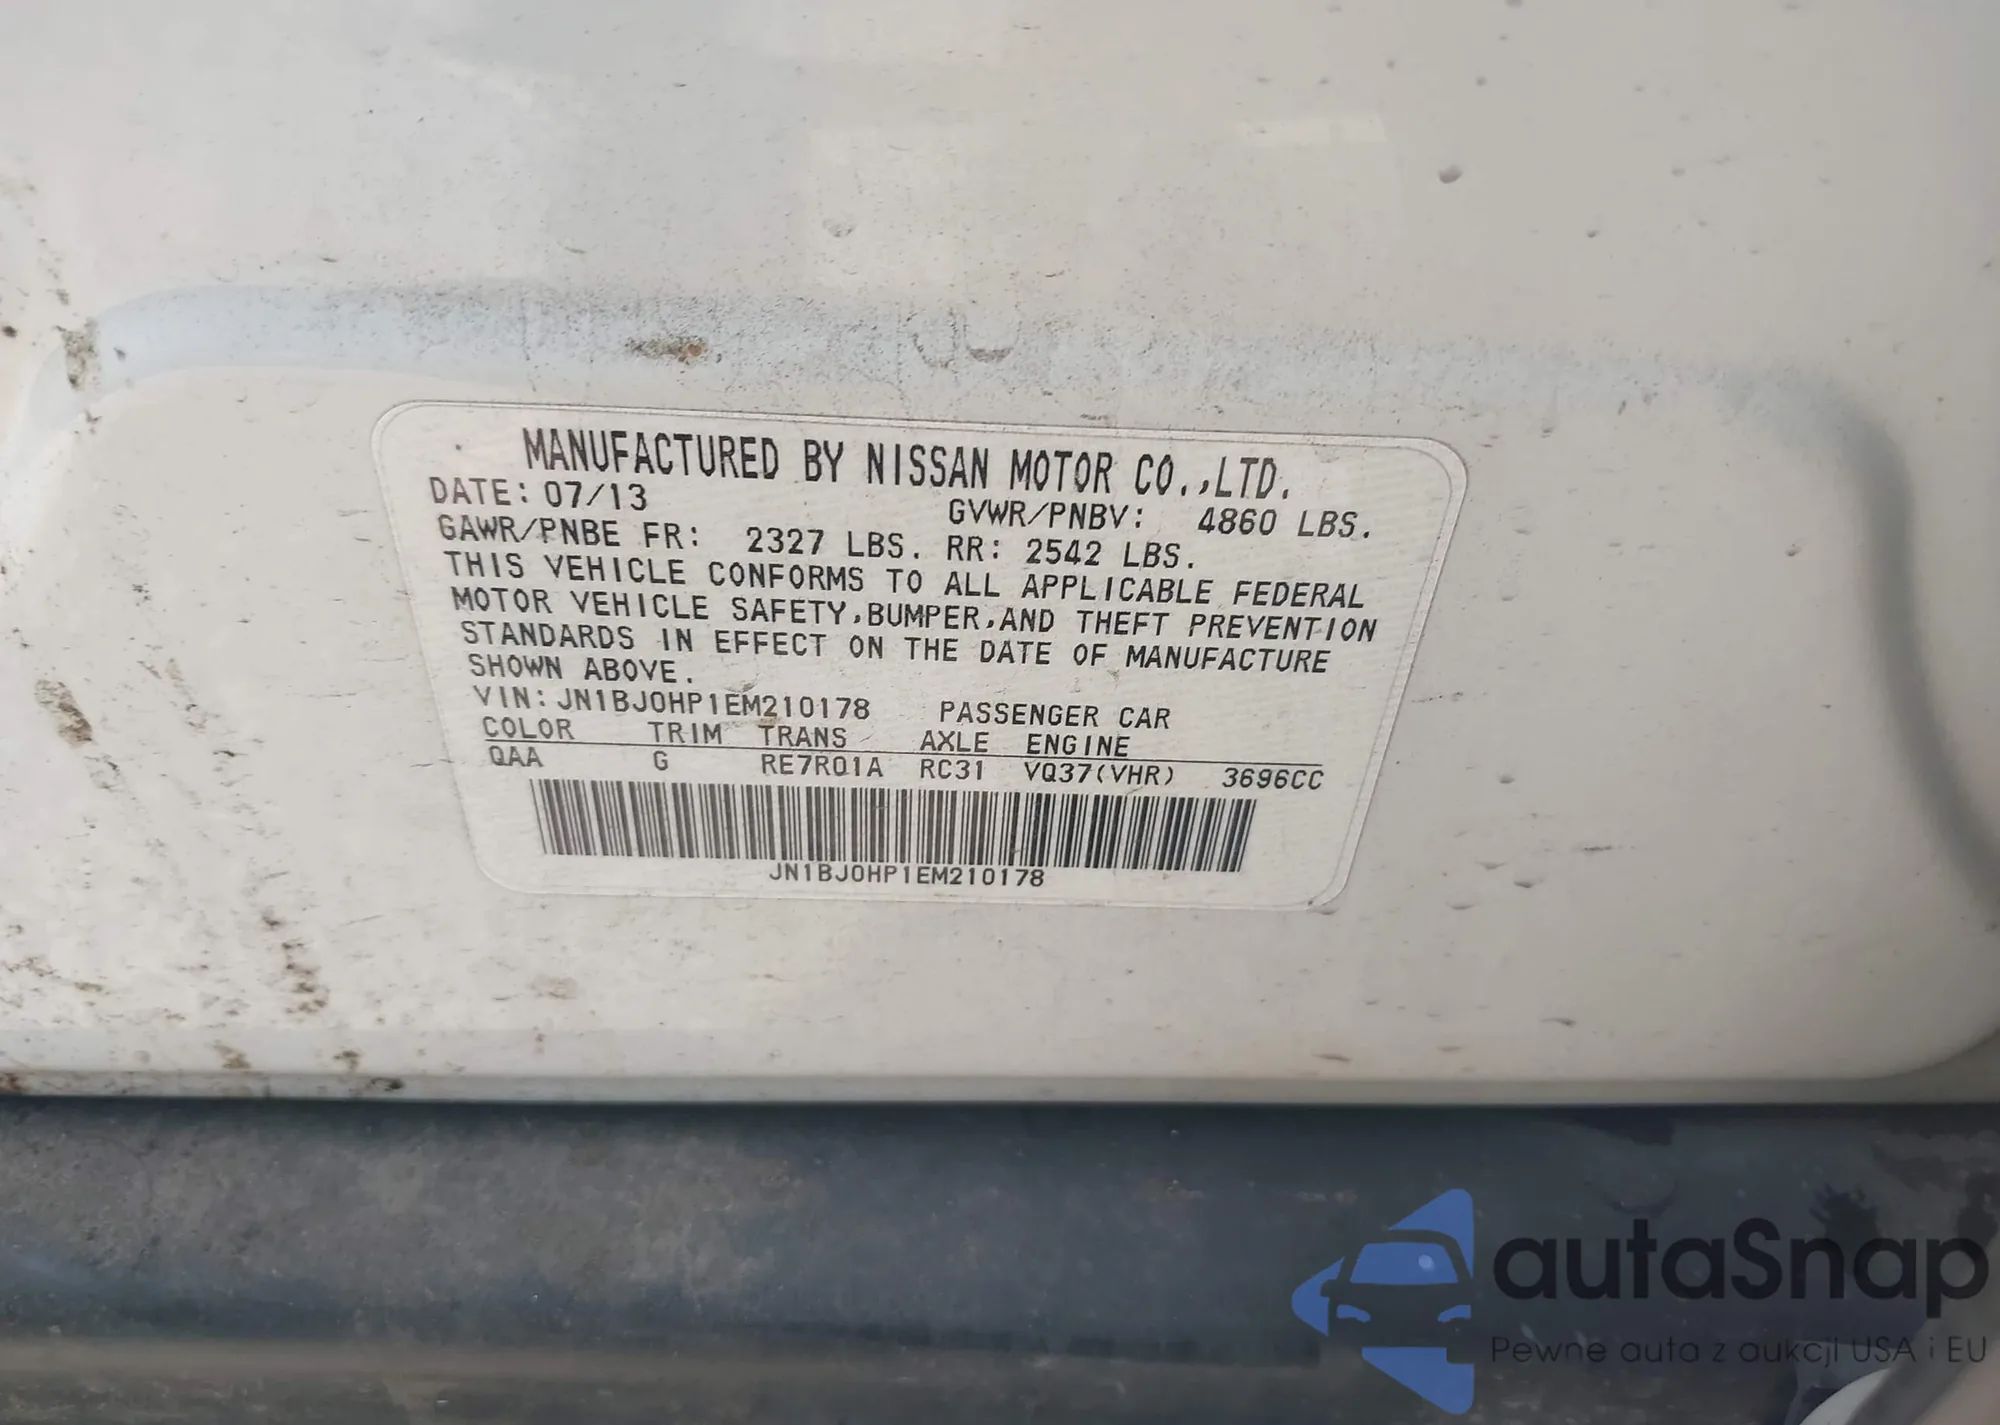 MANUFACTURED BY NISSAN MOTOR CO.,LTD.
DATE: 07/13 GVWR/PNBV: 4860 LBS.
GAWR/PNBE FR: 2327 LBS. RR: 2542 LBS.
THIS VEHICLE CONFORMS TO ALL APPLICABLE FEDERAL
MOTOR VEHICLE SAFETY,BUMPER,AND THEFT PREVENTION
STANDARDS IN EFFECT ON THE DATE OF MANUFACTURE
SHOWN ABOVE.
VIN:JN1BJ0HP1EM210178 PASSENGER CAR
COLOR TRIM TRANS AXLE ENGINE
QAA G RE7R01A RC31 VQ37(VHR) 3696CC
JN1BJ0HP1EM210178
autaSnap
Pewne auta z aukcji USA i EU